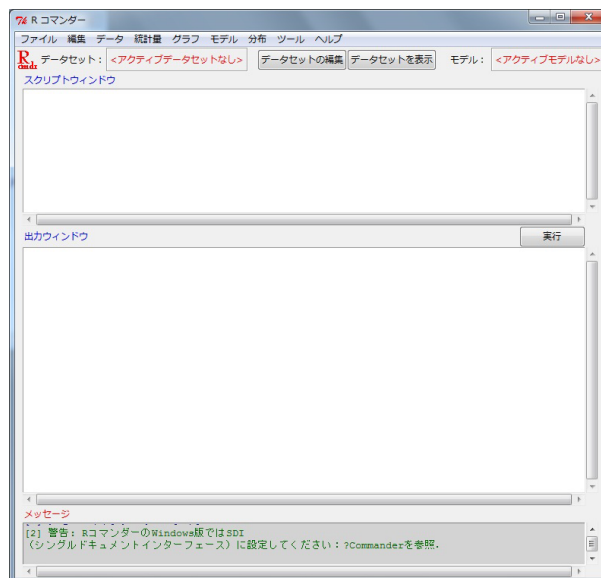 R コマンダー
ファイル 編集 データ 統計量 グラフ モデル 分布 ツール ヘルプ
R cmdr データセット： <アクティブデータセットなし> データセットの編集 データセットを表示 モデル： <アクティブモデルなし>
スクリプトウィンドウ
出力ウィンドウ 実行
メッセージ
[2] 警告: RコマンダーのWindows版ではSDI
（シングルドキュメントインターフェース）に設定してください：?Commanderを参照.